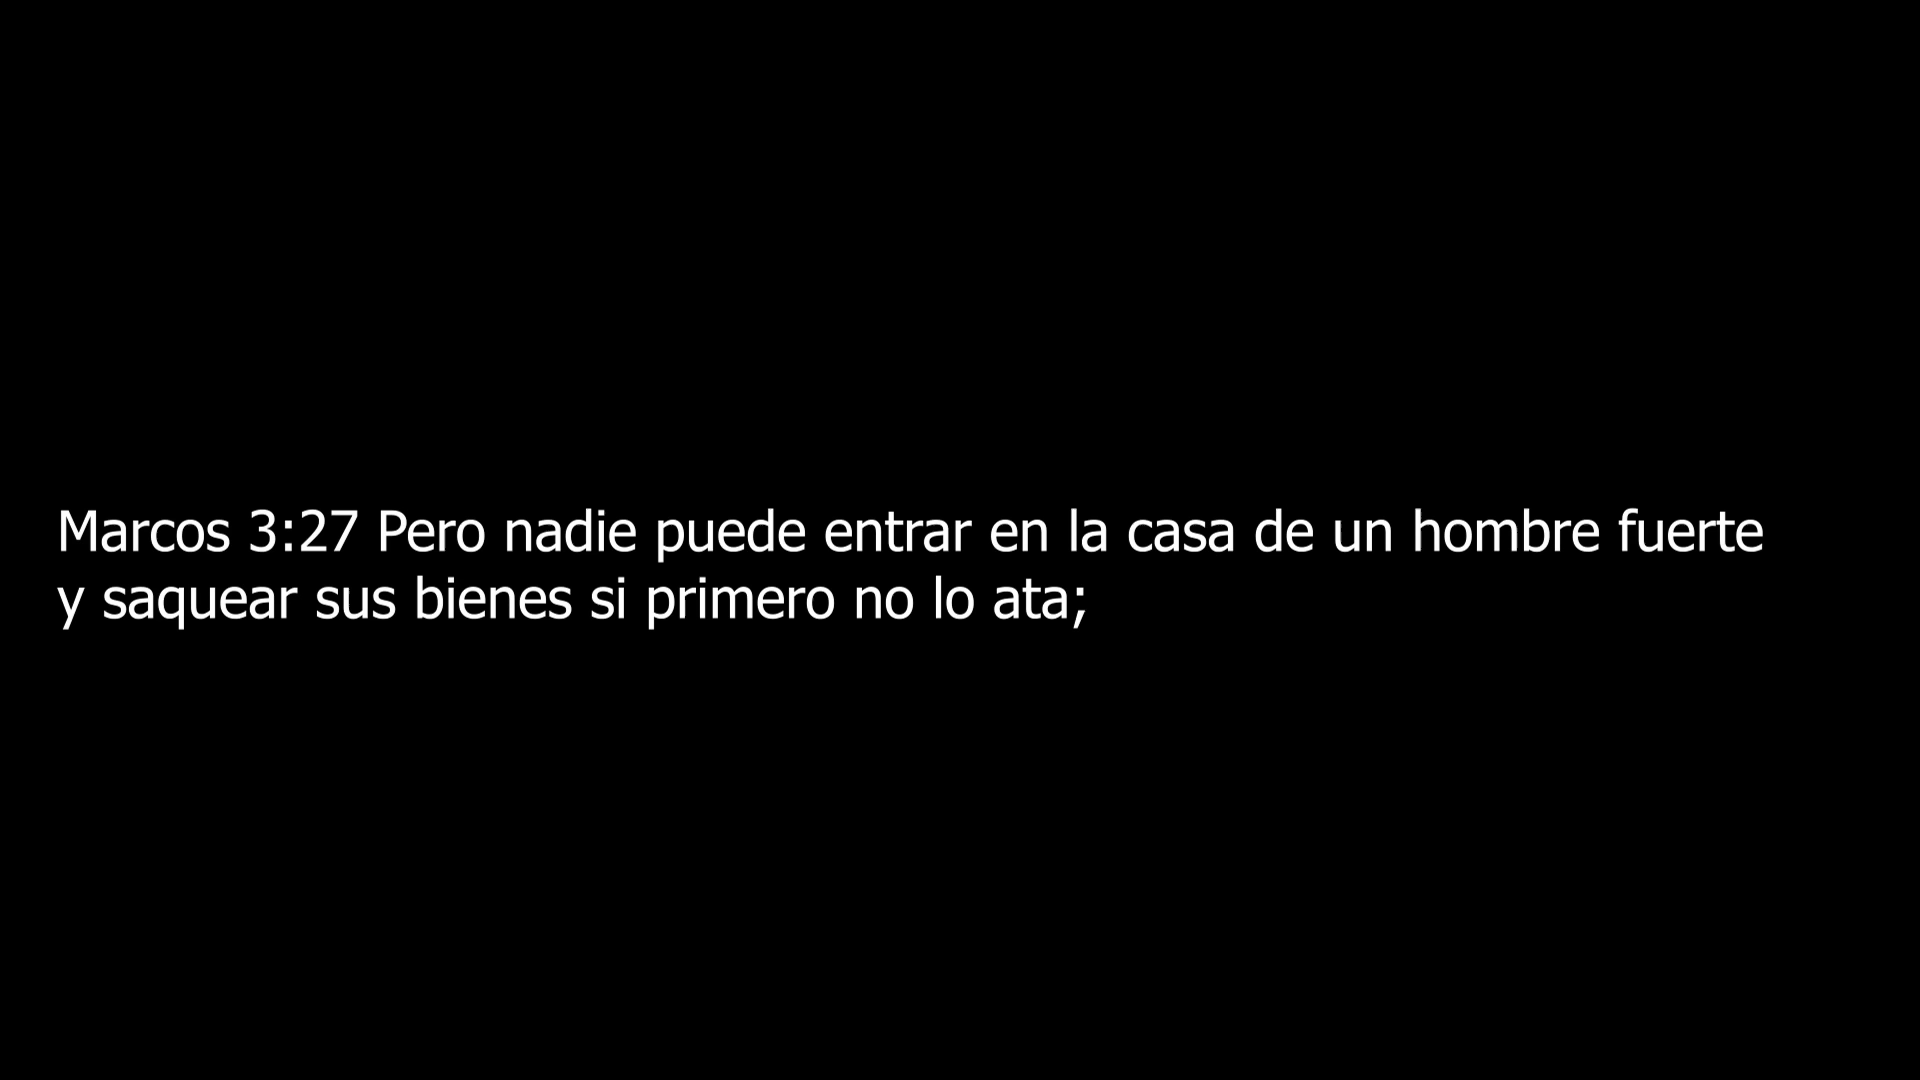 Marcos 3:27 Pero nadie puede entrar en la casa de un hombre fuerte
y saquear sus bienes si primero no lo ata;